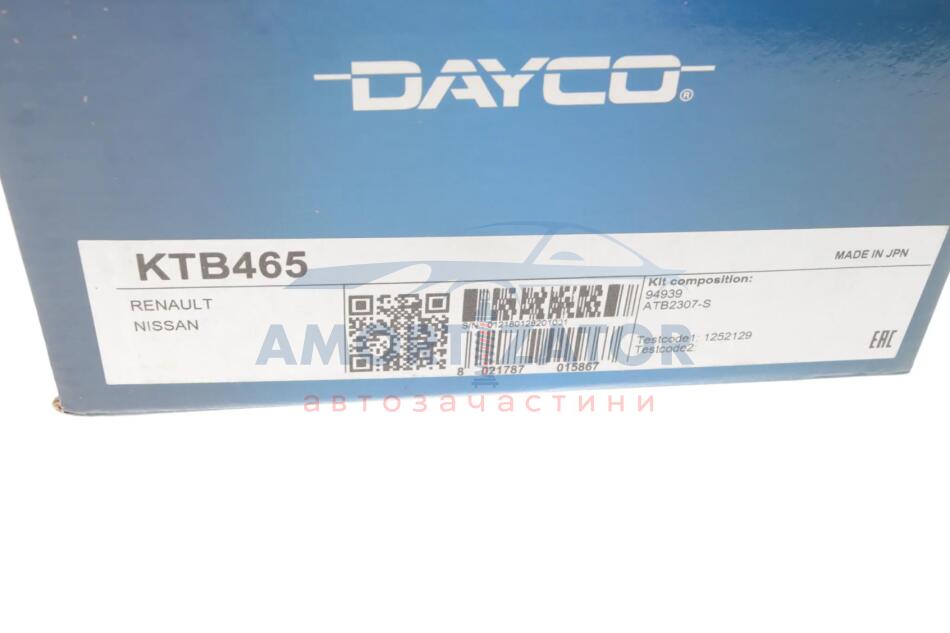 DAYCO®
KTB465
MADE IN JPN
RENAULT
NISSAN
Kit composition:
94939
ATB2307-S
S/N: 0121801282010J1
Testcode1: 1252129
Testcode2:
EAC
8 021787 015867
AMORTIZATOR
автозачастини